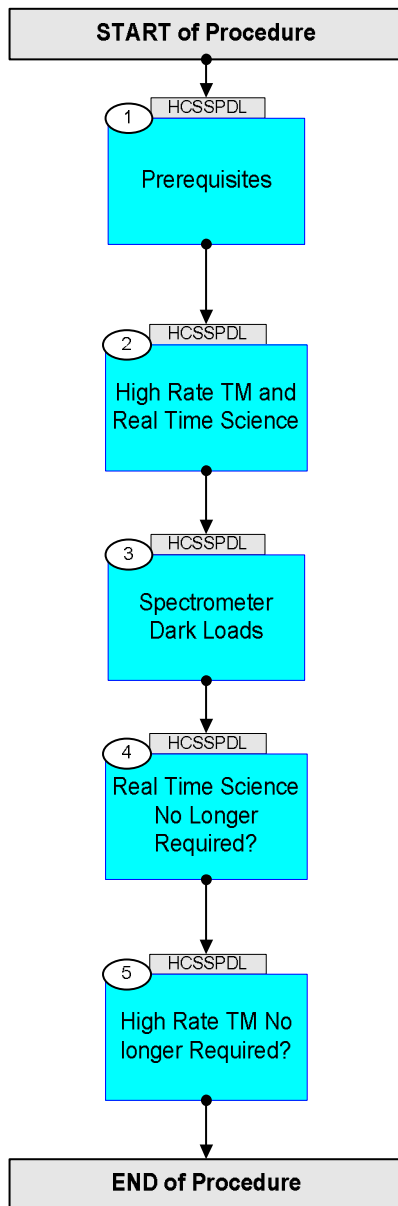 START of Procedure
HCSSPDL
1
Prerequisites
HCSSPDL
2
High Rate TM and
Real Time Science
HCSSPDL
3
Spectrometer
Dark Loads
HCSSPDL
4
Real Time Science
No Longer
Required?
HCSSPDL
5
High Rate TM No
longer Required?
END of Procedure